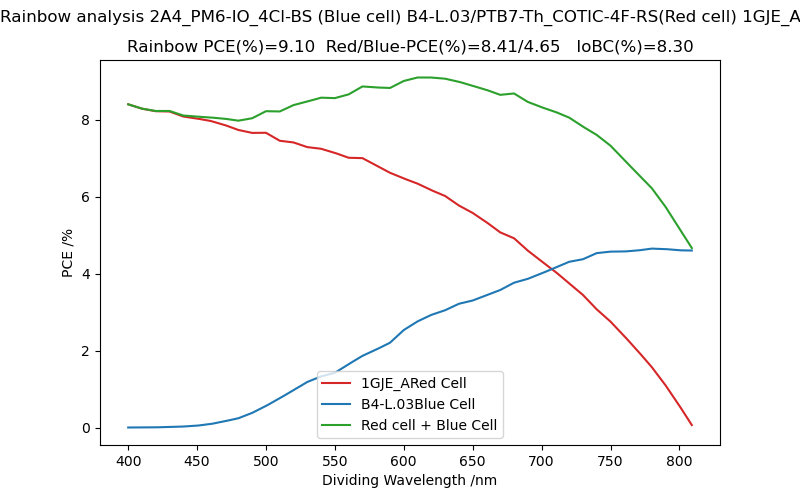 Rainbow analysis 2A4_PM6-IO_4Cl-BS (Blue cell) B4-L.03/PTB7-Th_COTIC-4F-RS(Red cell) 1GJE_A
Rainbow PCE(%)=9.10  Red/Blue-PCE(%)=8.41/4.65   IoBC(%)=8.30
PCE /%
8
6
4
2
0
1GJE_ARed Cell
B4-L.03Blue Cell
Red cell + Blue Cell
400 450 500 550 600 650 700 750 800
Dividing Wavelength /nm